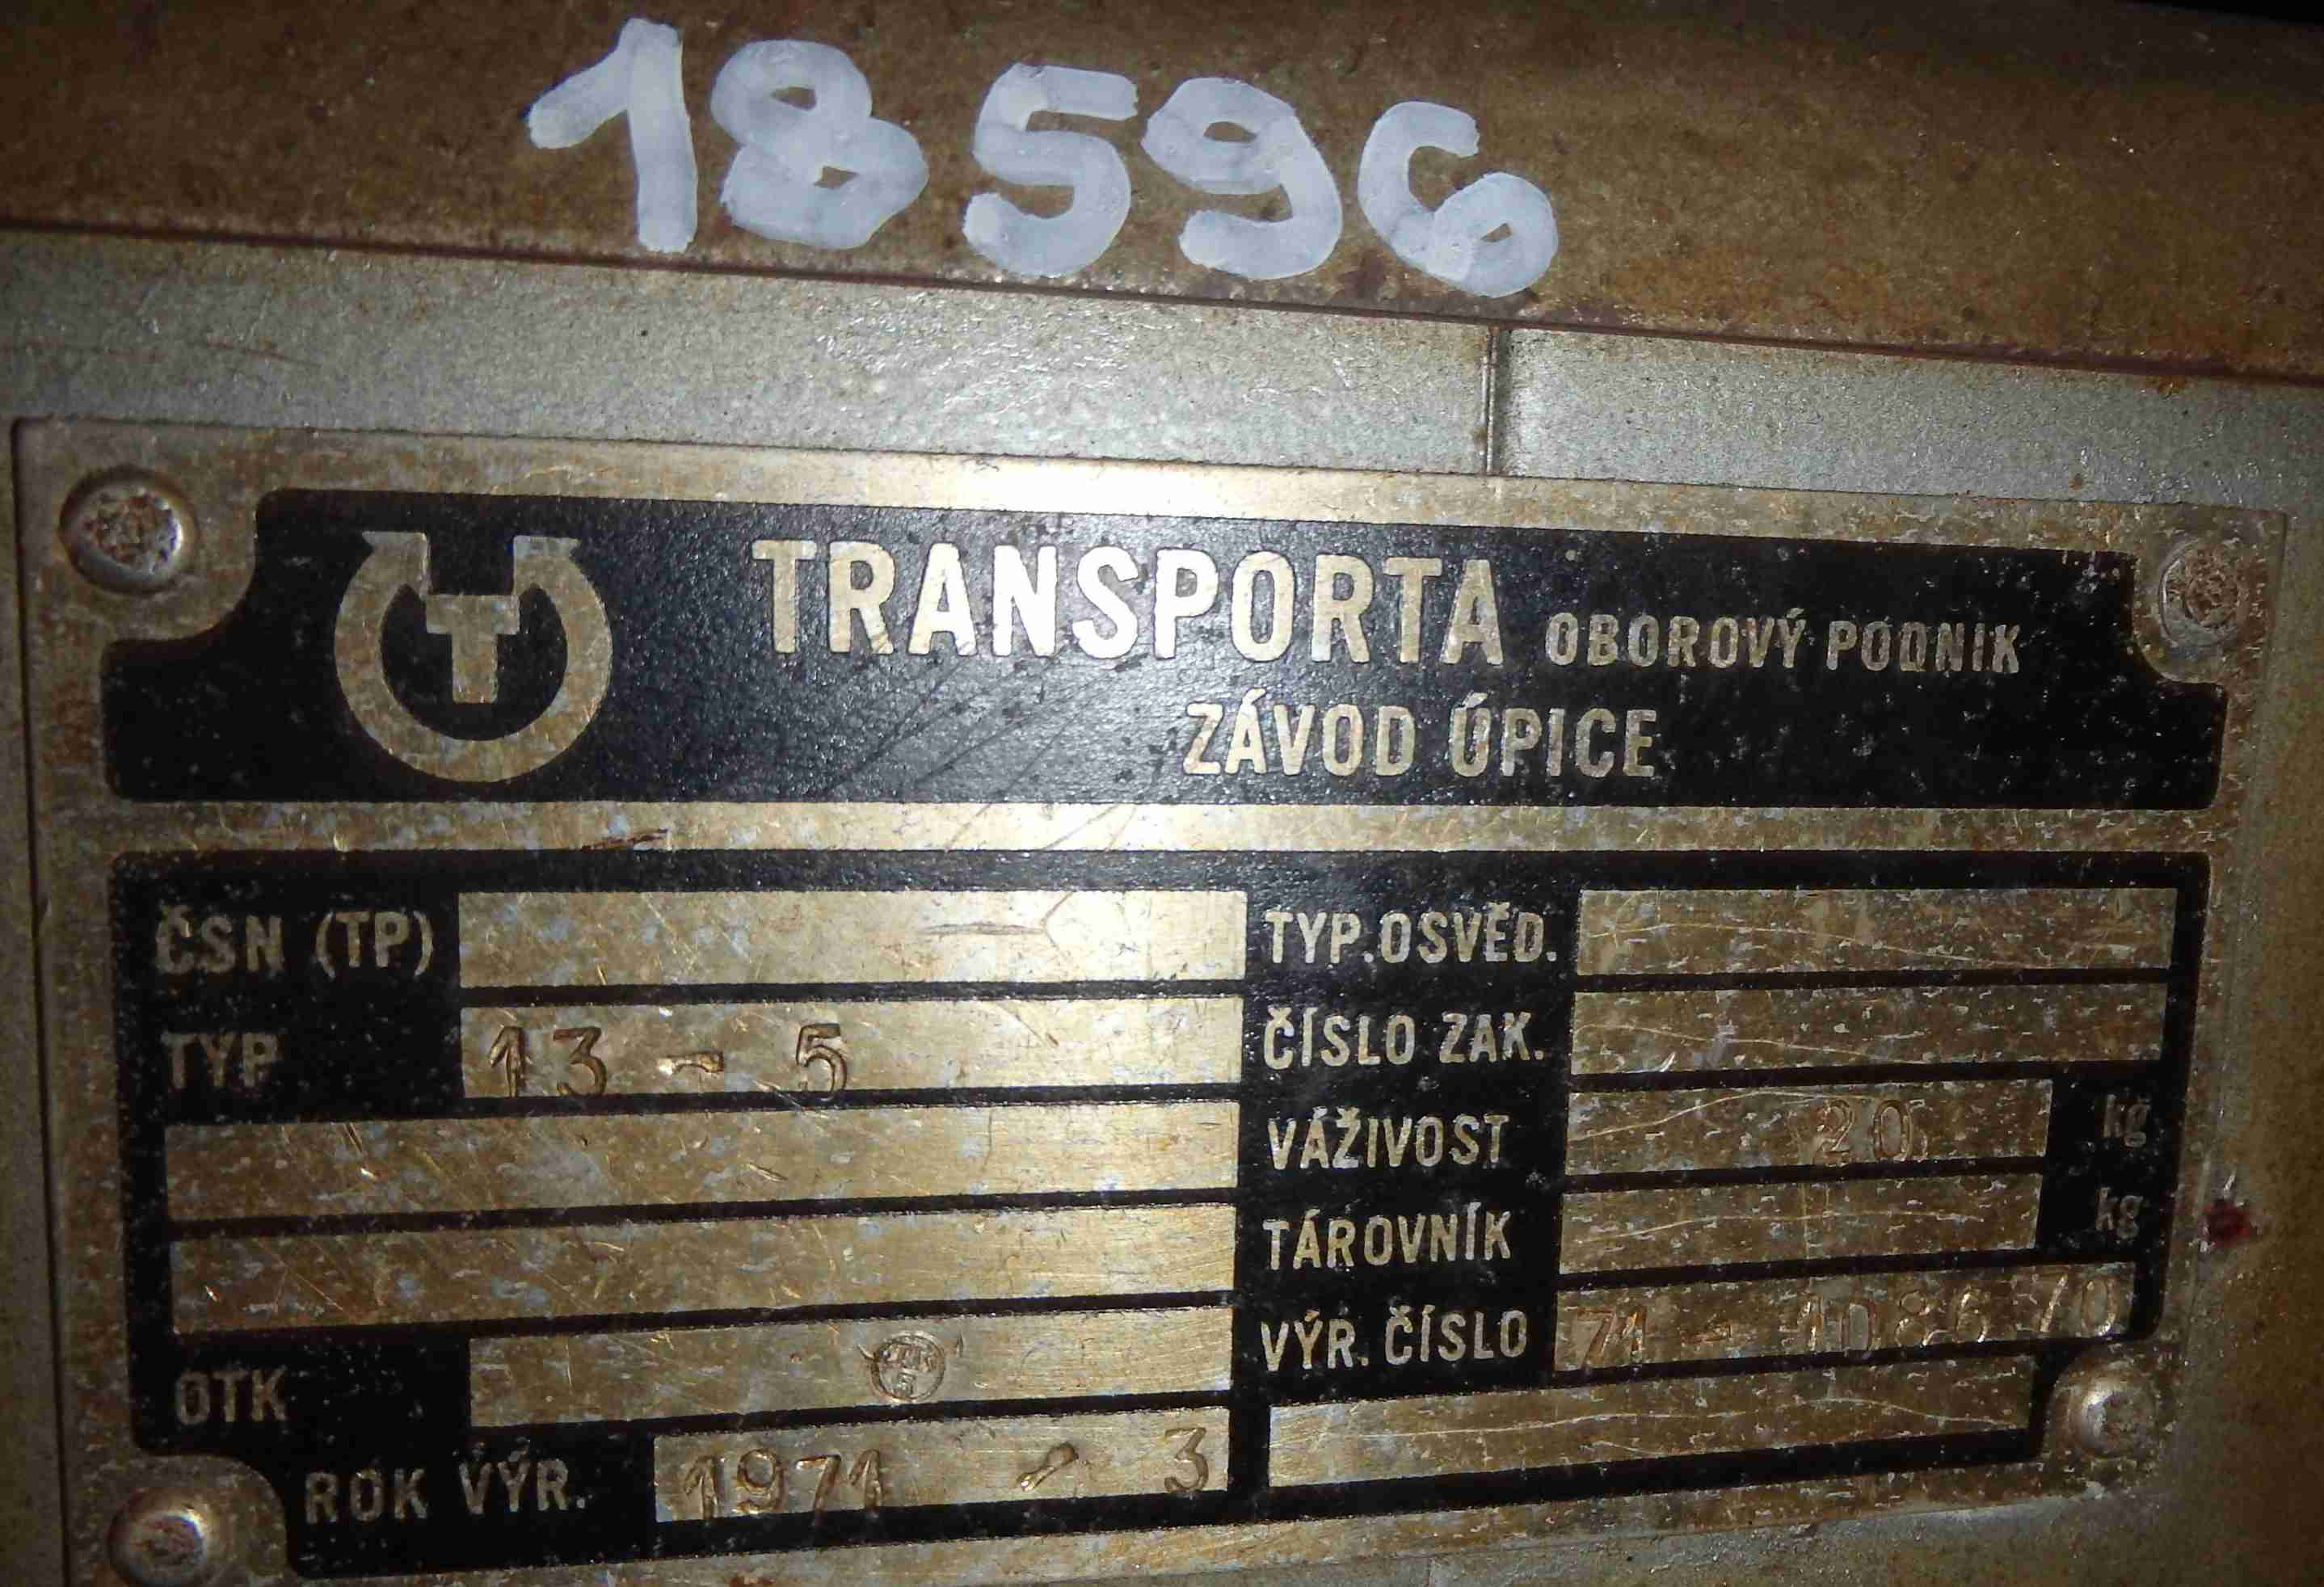 18596
T
TRANSPORTA OBOROVÝ PODNIK
ZÁVOD ÚPICE
ČSN (TP)
TYP.OSVĚD.
TYP 13 - 5
ČÍSLO ZAK.
VÁŽIVOST 20 kg
TÁROVNÍK kg
VÝR. ČÍSLO 71 - 108670
OTK
ROK VÝR. 1971 - 3